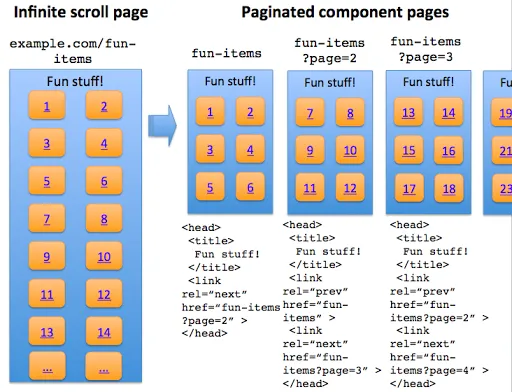 Infinite scroll page
example.com/fun-
items
Fun stuff!
1 2
3 4
5 6
7 8
9 10
11 12
13 14
... ...
Paginated component pages
fun-items
Fun stuff!
1 2
3 4
5 6
<head>
<title>
Fun stuff!
</title>
<link
rel=“next”
href=“fun-items
?page=2” >
</head>
fun-items
?page=2
Fun stuff!
7 8
9 10
11 12
<head>
<title>
Fun stuff!
</title>
<link
rel=“prev”
href=“fun-
items” >
<link
rel=“next”
href=“fun-
items?page=3” >
</head>
fun-items
?page=3
Fun stuff!
13 14
15 16
17 18
<head>
<title>
Fun stuff!
</title>
<link
rel=“prev”
href=“fun-
items?page=2” >
<link
rel=“next”
href=“fun-
items?page=4” >
</head>
19
21
23